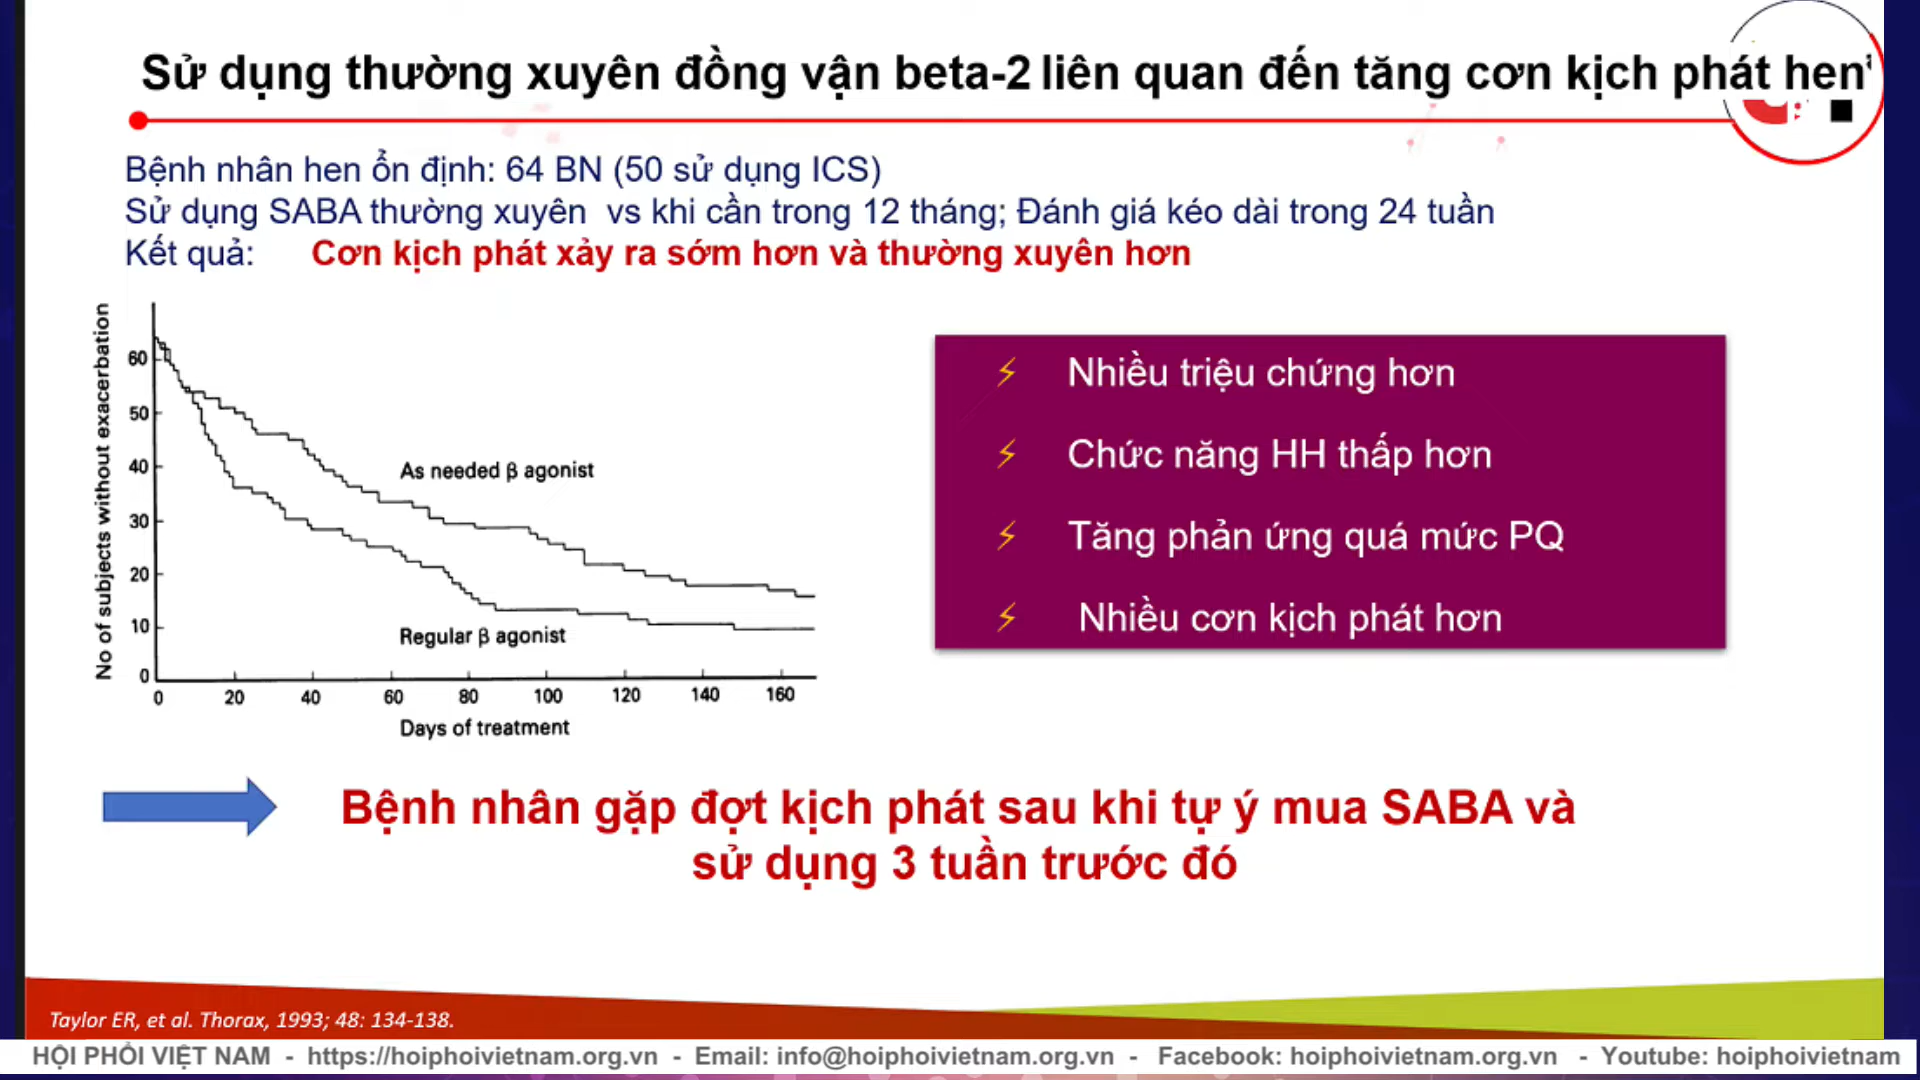 Sử dụng thường xuyên đồng vận beta-2 liên quan đến tăng cơn kịch phát hen
Bệnh nhân hen ổn định: 64 BN (50 sử dụng ICS)
Sử dụng SABA thường xuyên vs khi cần trong 12 tháng; Đánh giá kéo dài trong 24 tuần
Kết quả: Cơn kịch phát xảy ra sớm hơn và thường xuyên hơn
No of subjects without exacerbation
60
50
40
30
20
10
0
As needed β agonist
Regular β agonist
0 20 40 60 80 100 120 140 160
Days of treatment
⚡ Nhiều triệu chứng hơn
⚡ Chức năng HH thấp hơn
⚡ Tăng phản ứng quá mức PQ
⚡ Nhiều cơn kịch phát hơn
Bệnh nhân gặp đợt kịch phát sau khi tự ý mua SABA và
sử dụng 3 tuần trước đó
Taylor ER, et al. Thorax, 1993; 48: 134-138.
HỘI PHỔI VIỆT NAM - https://hoiphoivietnam.org.vn - Email: info@hoiphoivietnam.org.vn - Facebook: hoiphoivietnam.org.vn - Youtube: hoiphoivietnam